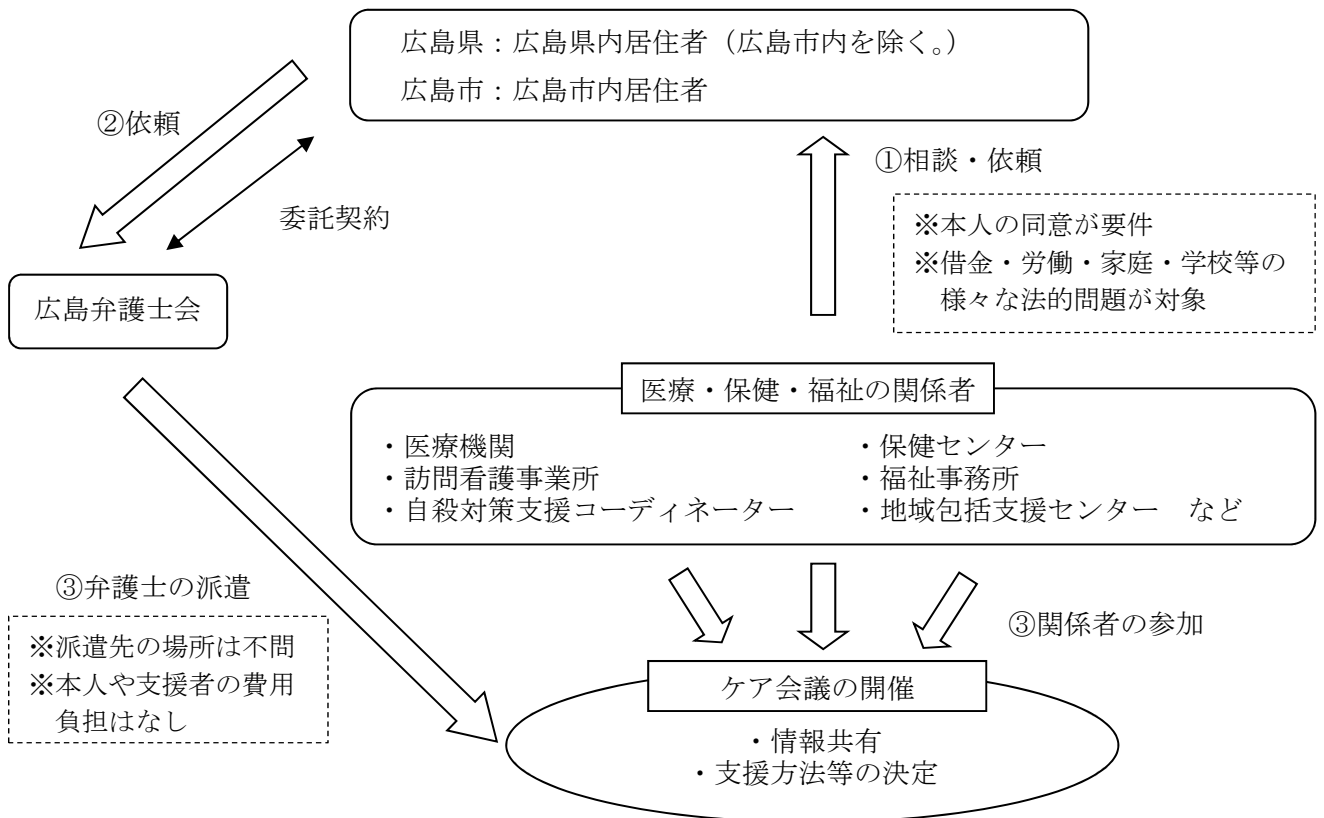 広島県：広島県内居住者（広島市内を除く。）
広島市：広島市内居住者
②依頼
①相談・依頼
委託契約
※本人の同意が要件
※借金・労働・家庭・学校等の
様々な法的問題が対象
広島弁護士会
医療・保健・福祉の関係者
・医療機関
・訪問看護事業所
・自殺対策支援コーディネーター
・保健センター
・福祉事務所
・地域包括支援センター　など
③弁護士の派遣
※派遣先の場所は不問
※本人や支援者の費用
負担はなし
③関係者の参加
ケア会議の開催
・情報共有
・支援方法等の決定